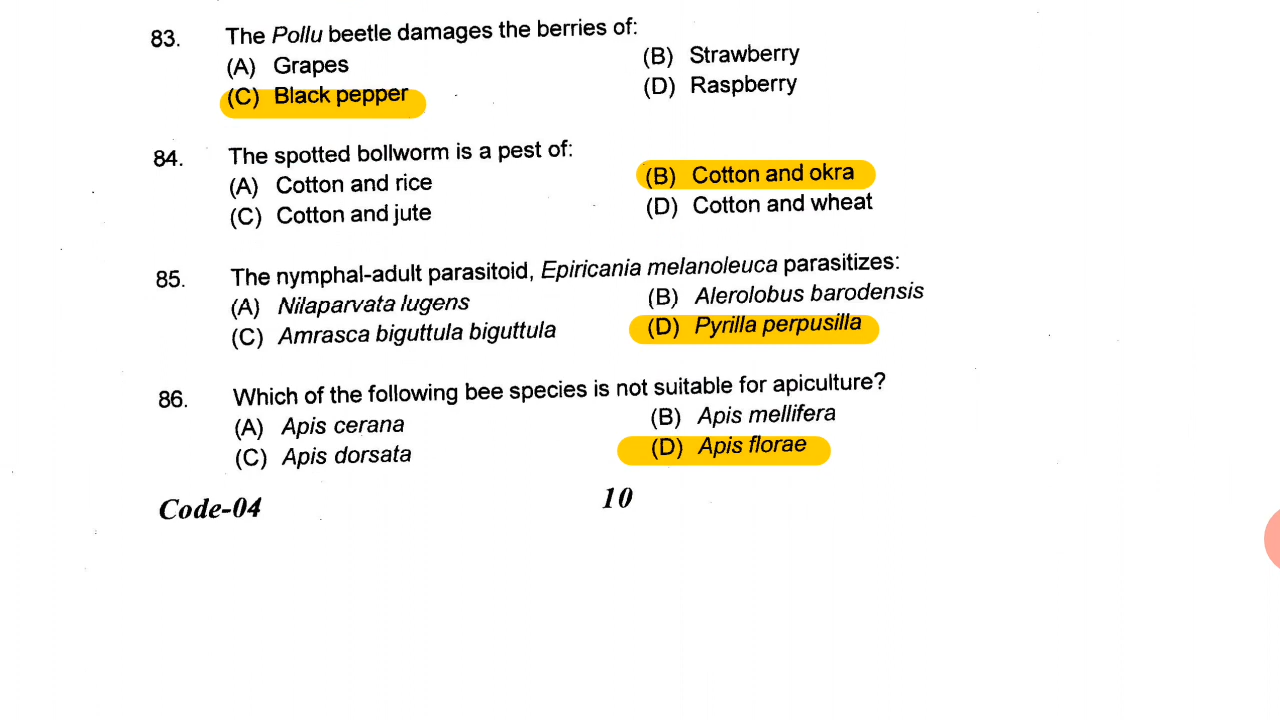 83. The Pollu beetle damages the berries of:
(A) Grapes (B) Strawberry
(C) Black pepper (D) Raspberry
84. The spotted bollworm is a pest of:
(A) Cotton and rice (B) Cotton and okra
(C) Cotton and jute (D) Cotton and wheat
85. The nymphal-adult parasitoid, Epiricania melanoleuca parasitizes:
(A) Nilaparvata lugens (B) Alerolobus barodensis
(C) Amrasca biguttula biguttula (D) Pyrilla perpusilla
86. Which of the following bee species is not suitable for apiculture?
(A) Apis cerana (B) Apis mellifera
(C) Apis dorsata (D) Apis florae
Code-04 10